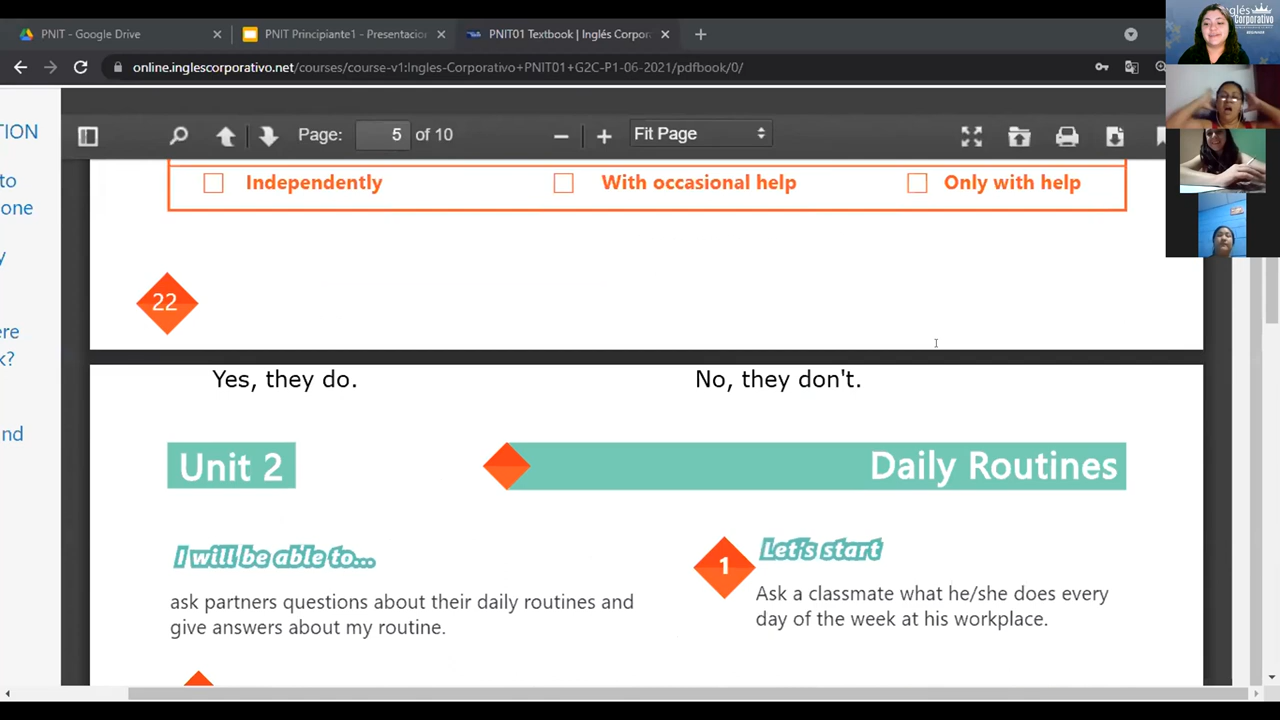 PNIT - Google Drive
PNIT Principiante1 - Presentacio
PNIT01 Textbook | Inglés Corpor
online.inglescorporativo.net/courses/course-v1:Ingles-Corporativo+PNIT01+G2C-P1-06-2021/pdfbook/0/
Inglés
Corporativo
Page: 5 of 10
Fit Page
TION
to
one
y
ere
k?
nd
Independently
With occasional help
Only with help
22
Yes, they do.
No, they don't.
Unit 2
Daily Routines
I will be able to...
ask partners questions about their daily routines and
give answers about my routine.
1
Let's start
Ask a classmate what he/she does every
day of the week at his workplace.